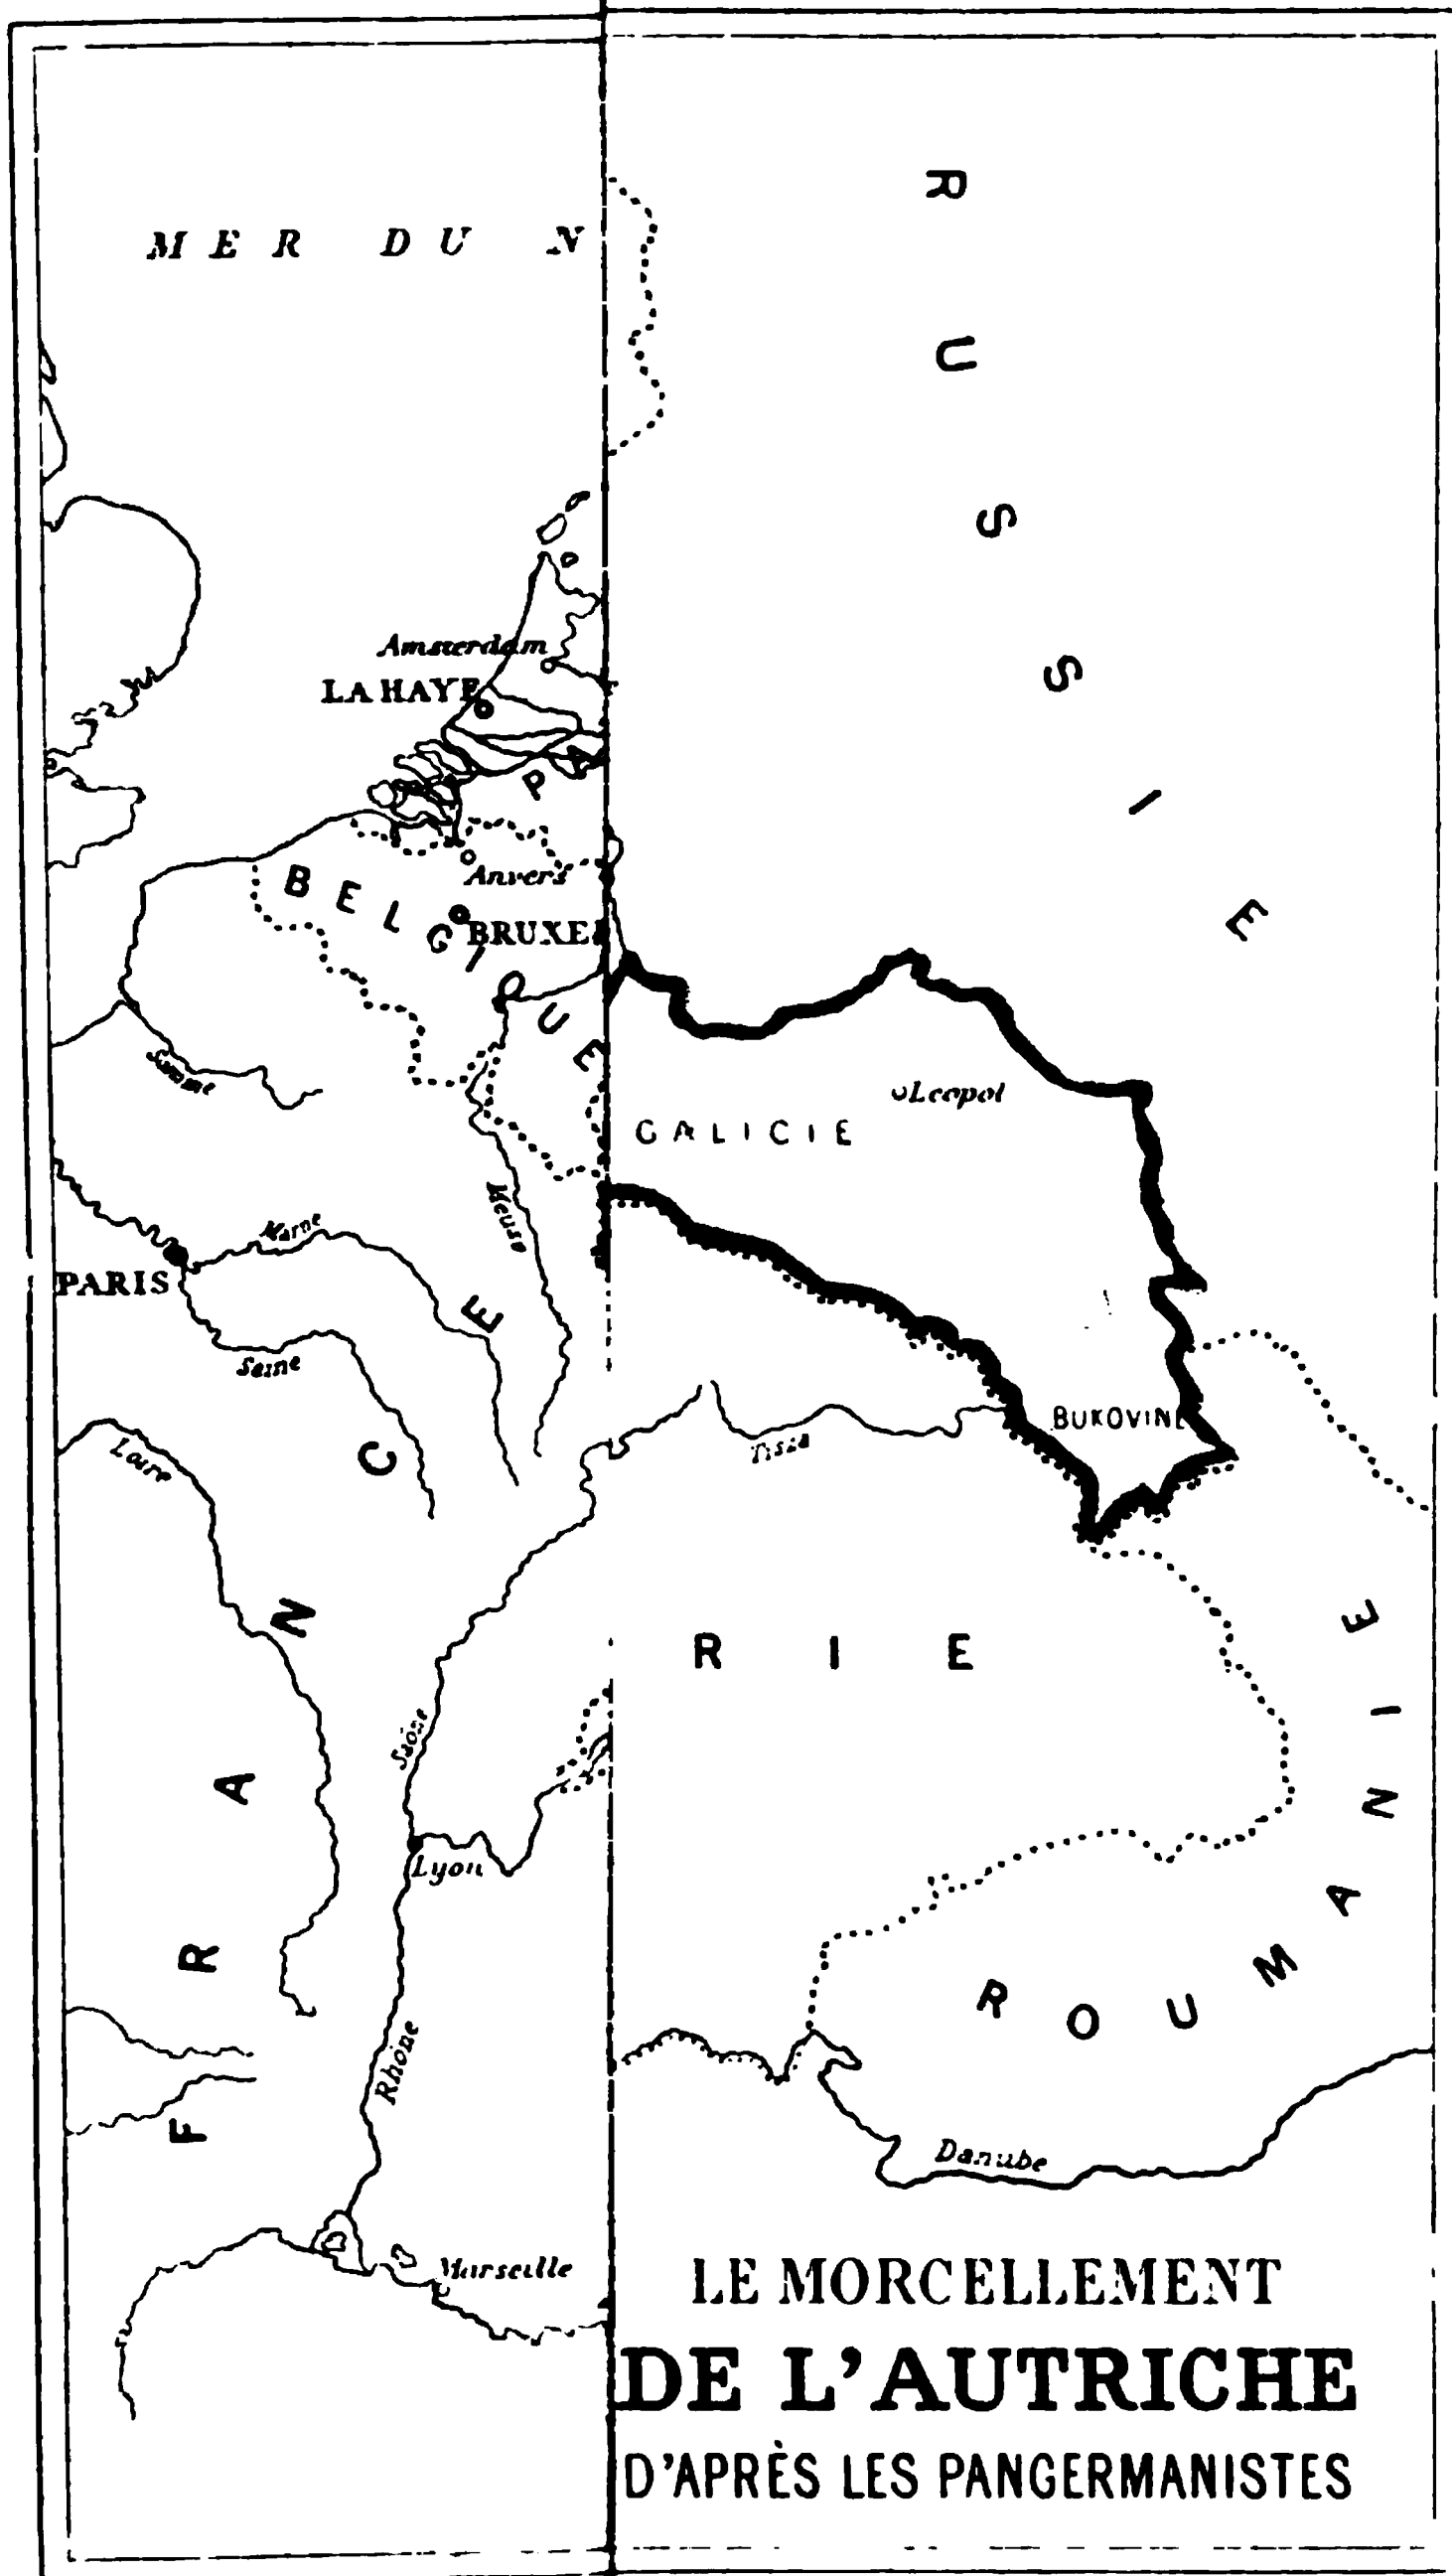 MER DU N
RUSSIE
Amsterdam
LA HAYE
PA
Anvers
BELGIQUE
BRUXE
Somme
Leopol
GALICIE
Meuse
Marne
PARIS
Seine
BUKOVINE
Tisza
Loire
FRANCE
RIE
Saône
Lyon
ROUMANIE
Rhône
Danube
Marseille
LE MORCELLEMENT
DE L'AUTRICHE
D'APRÈS LES PANGERMANISTES